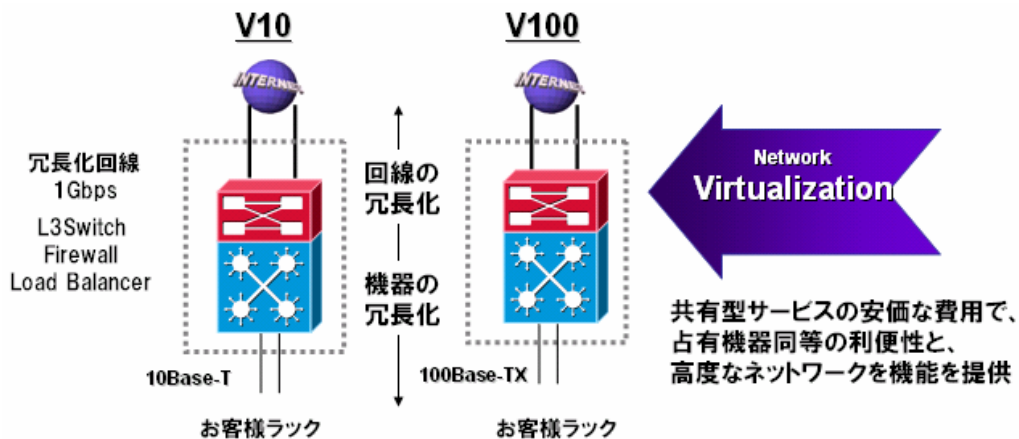 V10
V100
INTERNET
INTERNET
冗長化回線
1Gbps
L3Switch
Firewall
Load Balancer
回線の
冗長化
機器の
冗長化
Network
Virtualization
共有型サービスの安価な費用で、
占有機器同等の利便性と、
高度なネットワークを機能を提供
10Base-T
100Base-TX
お客様ラック
お客様ラック